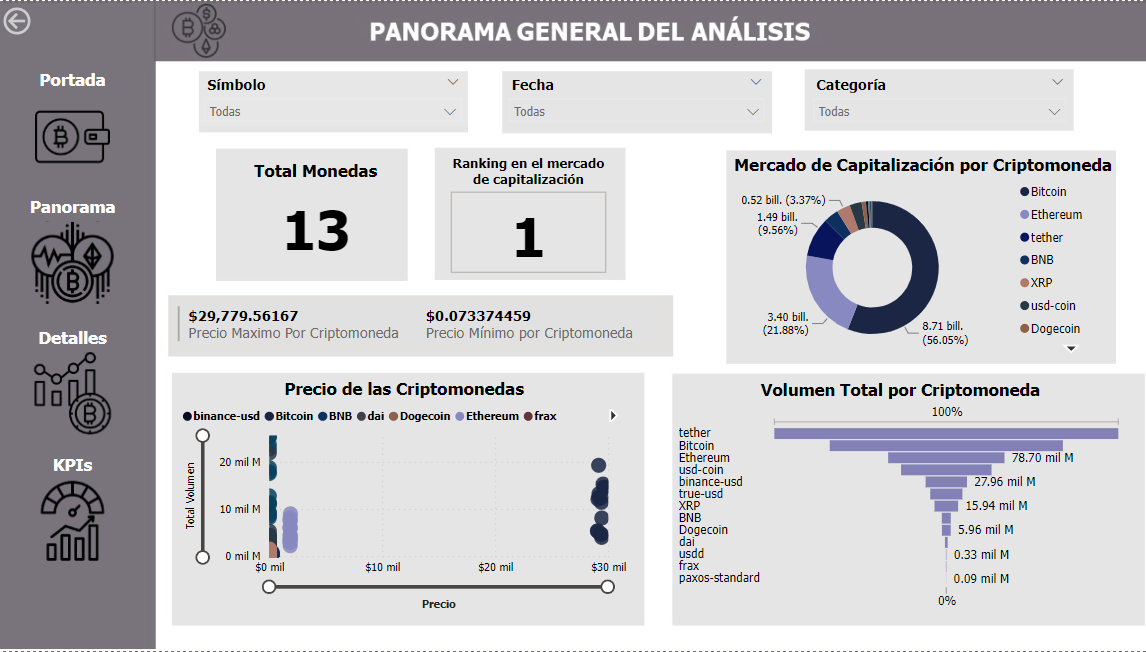 PANORAMA GENERAL DEL ANÁLISIS
Portada
Panorama
Detalles
KPIs
Símbolo
Todas
Fecha
Todas
Categoría
Todas
Total Monedas
13
Ranking en el mercado
de capitalización
1
$29,779.56167
Precio Maximo Por Criptomoneda
$0.073374459
Precio Mínimo por Criptomoneda
Mercado de Capitalización por Criptomoneda
0.52 bill. (3.37%)
1.49 bill.
(9.56%)
3.40 bill.
(21.88%)
8.71 bill.
(56.05%)
Bitcoin
Ethereum
tether
BNB
XRP
usd-coin
Dogecoin
Precio de las Criptomonedas
binance-usd Bitcoin BNB dai Dogecoin Ethereum frax
Total Volumen
20 mil M
10 mil M
0 mil M
$0 mil $10 mil $20 mil $30 mil
Precio
Volumen Total por Criptomoneda
100%
tether
Bitcoin
Ethereum 78.70 mil M
usd-coin
binance-usd 27.96 mil M
true-usd
XRP 15.94 mil M
BNB
Dogecoin 5.96 mil M
dai
usdd 0.33 mil M
frax
paxos-standard 0.09 mil M
0%